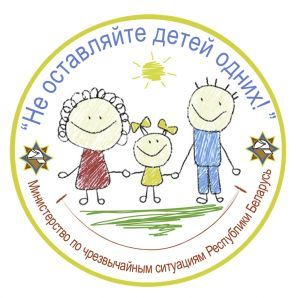 “Не оставляйте детей одних!”
Министерство по чрезвычайным ситуациям Республики Беларусь